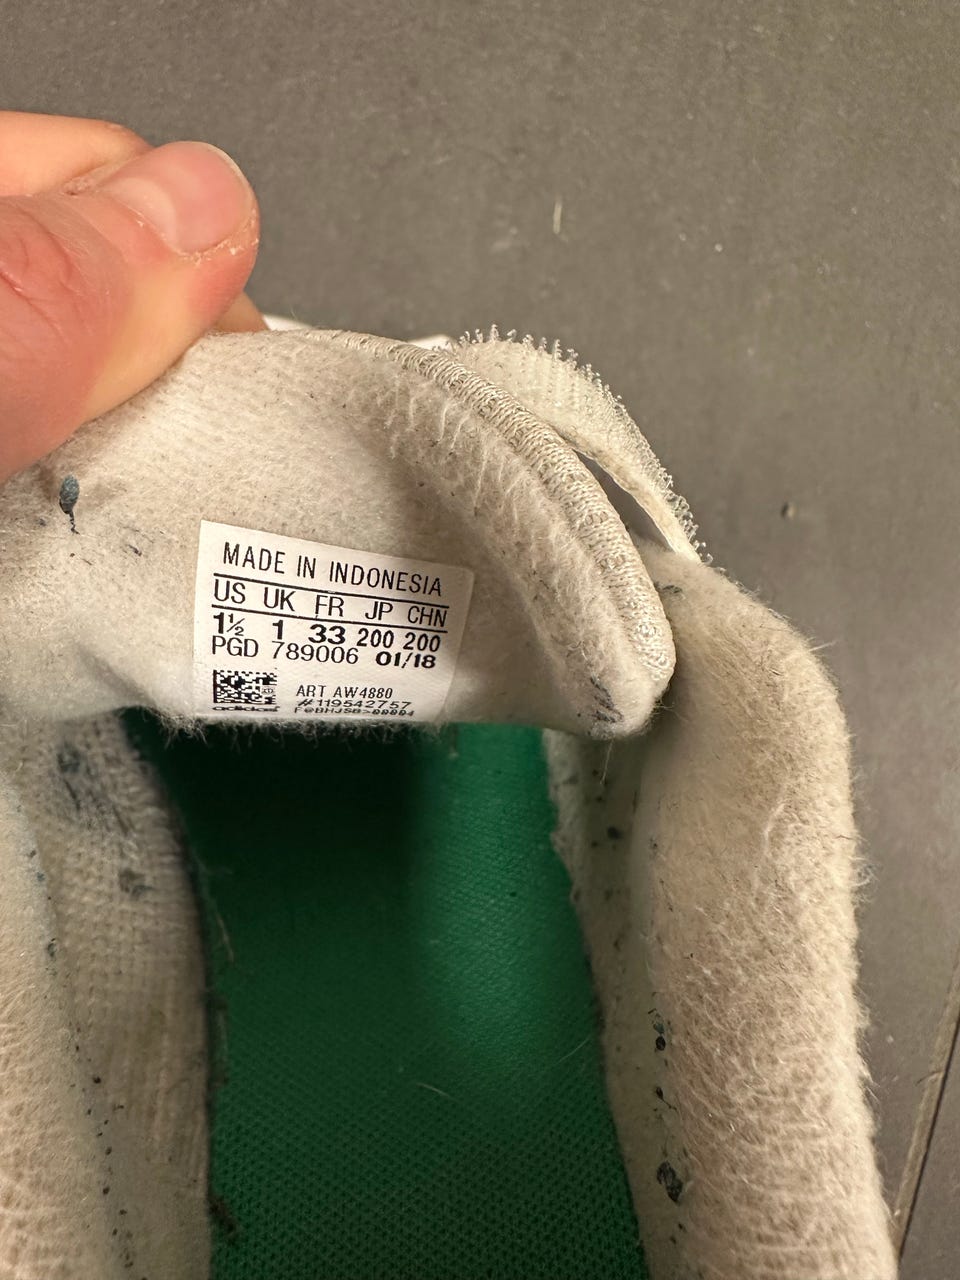 MADE IN INDONESIA
US UK FR JP CHN
1½ 1 33 200 200
PGD 789006 01/18
ART AW4880
#119542757
adidas